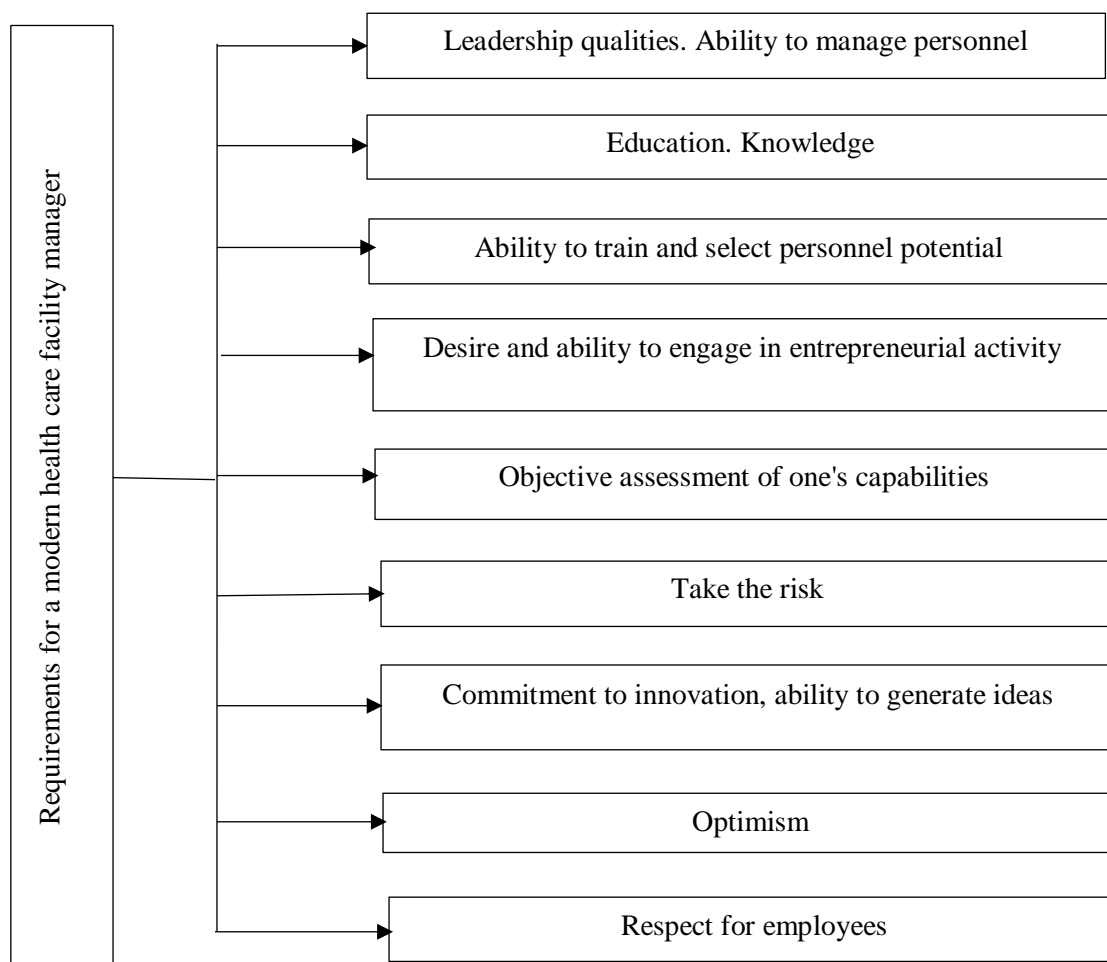 Requirements for a modern health care facility manager
Leadership qualities. Ability to manage personnel
Education. Knowledge
Ability to train and select personnel potential
Desire and ability to engage in entrepreneurial activity
Objective assessment of one's capabilities
Take the risk
Commitment to innovation, ability to generate ideas
Optimism
Respect for employees